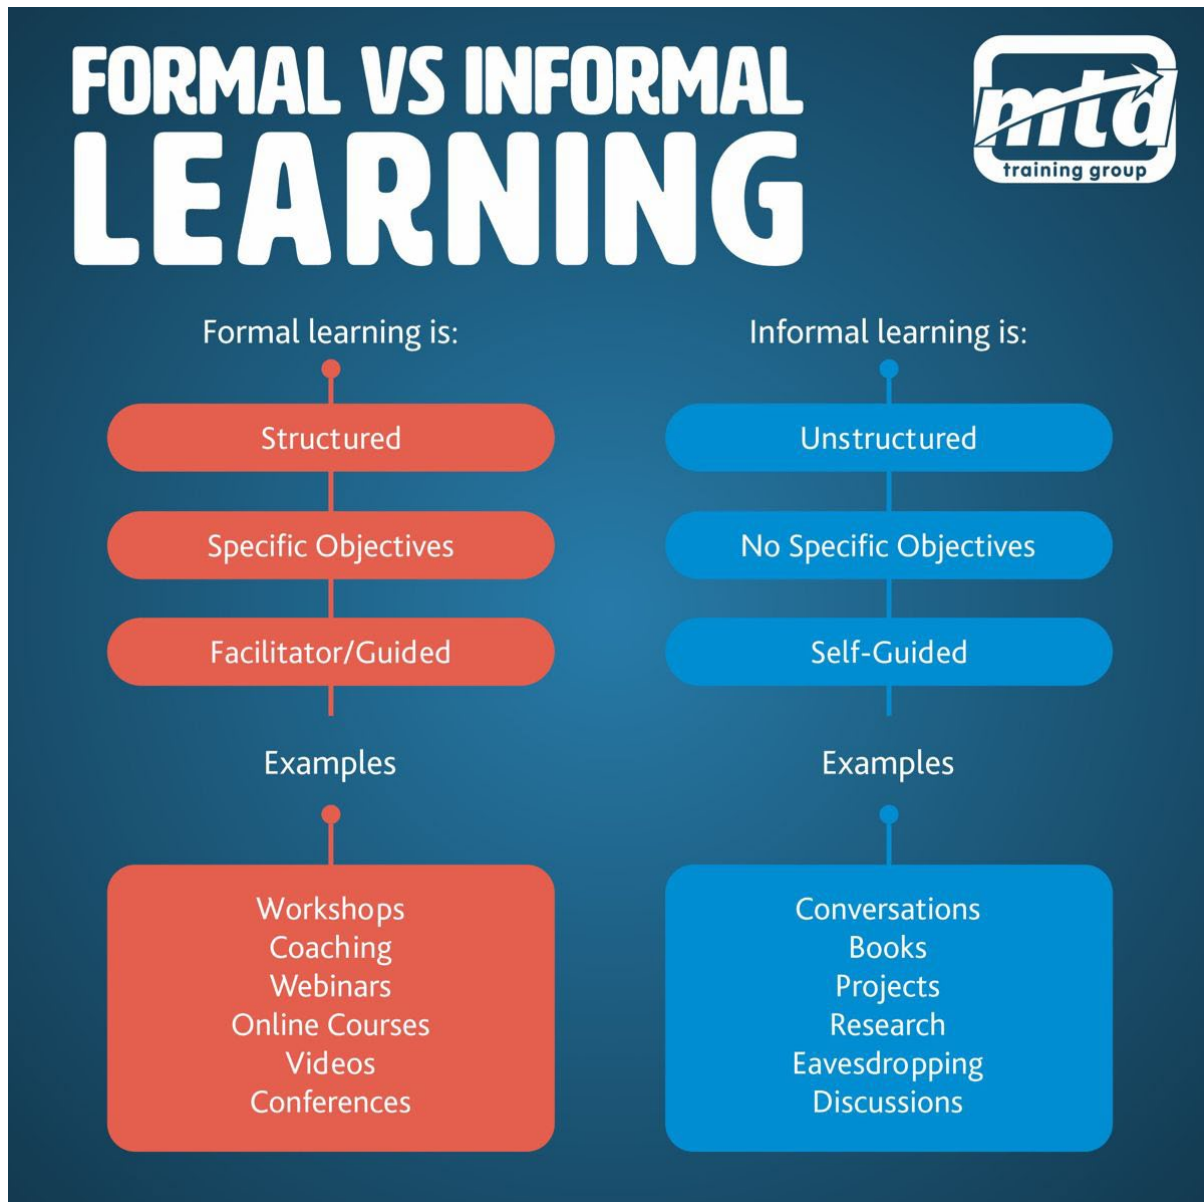 FORMAL VS INFORMAL
LEARNING
mtd
training group
Formal learning is:
Structured
Specific Objectives
Facilitator/Guided
Examples
Workshops
Coaching
Webinars
Online Courses
Videos
Conferences
Informal learning is:
Unstructured
No Specific Objectives
Self-Guided
Examples
Conversations
Books
Projects
Research
Eavesdropping
Discussions